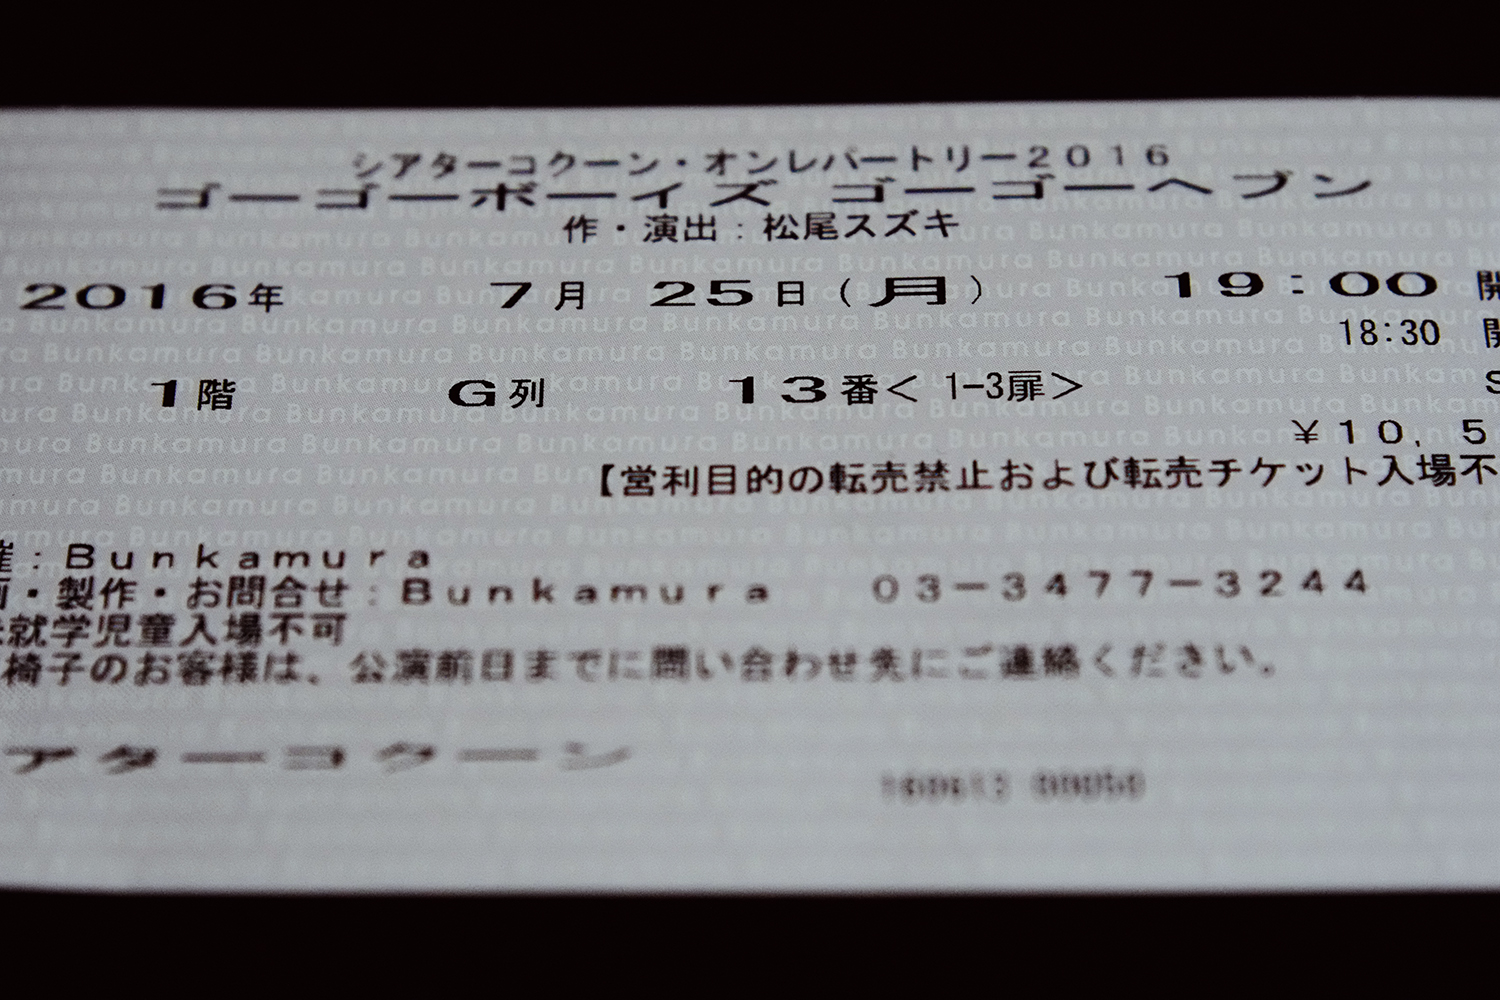 シアターコクーン・オンレパートリー2016
ゴーゴーボーイズ ゴーゴーヘブン
作・演出：松尾スズキ
2016年 7月 25日（月） 19：00 開
18:30 開
1階 G列 13番＜ 1-3扉＞ S
￥10，5
【営利目的の転売禁止および転売チケット入場不
催：Bunkamura
画・製作・お問合せ：Bunkamura 03－3477－3244
未就学児童入場不可
椅子のお客様は、公演前日までに問い合わせ先にご連絡ください。
アターコクーン